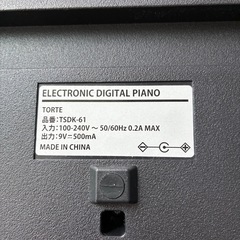 ELECTRONIC DIGITAL PIANO
TORTE
品番:TSDK-61
入力:100-240V ～ 50/60Hz 0.2A MAX
出力:9V=500mA
MADE IN CHINA